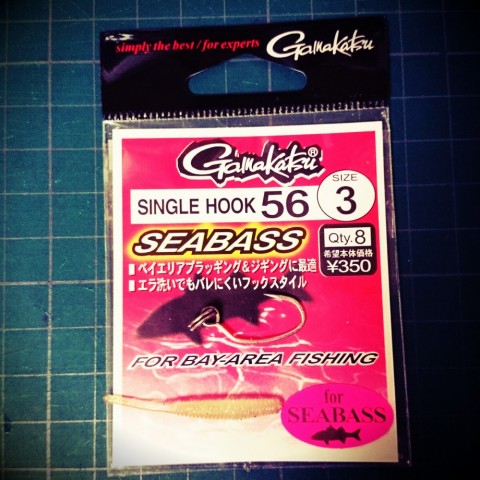 simply the best / for experts
Gamakatsu
Gamakatsu®
SINGLE HOOK 56
SIZE
3
SEABASS
Qty.8
希望本体価格
¥350
■ベイエリアプラッギング&ジギングに最適
■エラ洗いでもバレにくいフックスタイル
FOR BAY-AREA FISHING
for
SEABASS